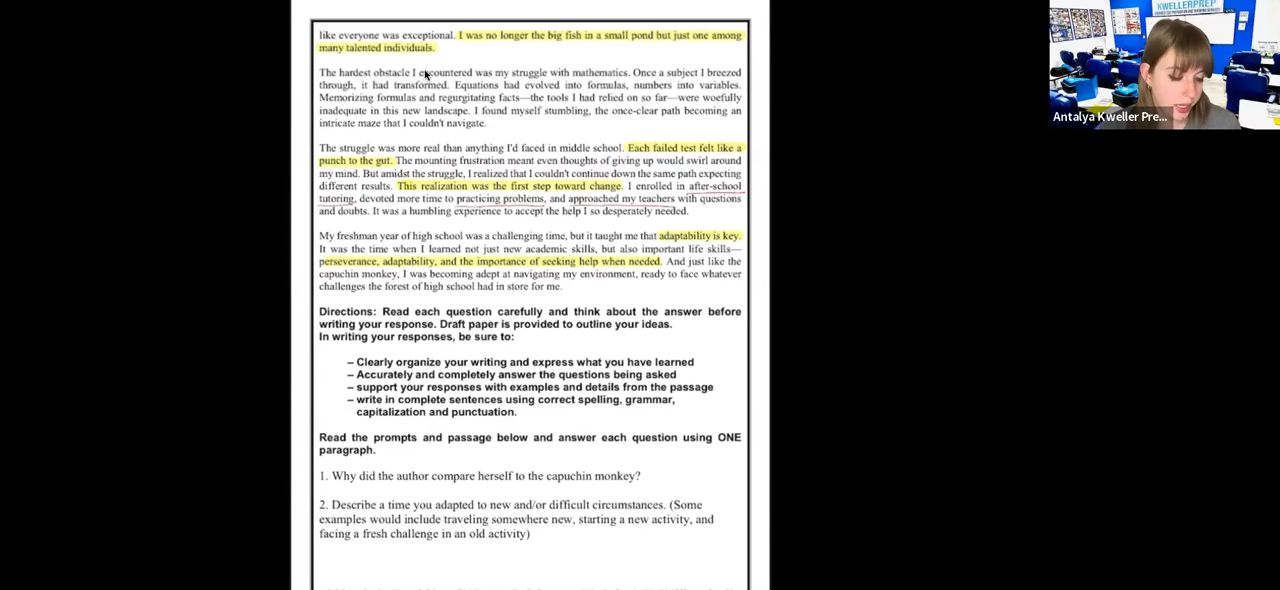 like everyone was exceptional. I was no longer the big fish in a small pond but just one among
many talented individuals.
The hardest obstacle I encountered was my struggle with mathematics. Once a subject I breezed
through, it had transformed. Equations had evolved into formulas, numbers into variables.
Memorizing formulas and regurgitating facts—the tools I had relied on so far—were woefully
inadequate in this new landscape. I found myself stumbling, the once-clear path becoming an
intricate maze that I couldn't navigate.
The struggle was more real than anything I'd faced in middle school. Each failed test felt like a
punch to the gut. The mounting frustration meant even thoughts of giving up would swirl around
my mind. But amidst the struggle, I realized that I couldn't continue down the same path expecting
different results. This realization was the first step toward change. I enrolled in after-school
tutoring, devoted more time to practicing problems, and approached my teachers with questions
and doubts. It was a humbling experience to accept the help I so desperately needed.
My freshman year of high school was a challenging time, but it taught me that adaptability is key.
It was the time when I learned not just new academic skills, but also important life skills—
perseverance, adaptability, and the importance of seeking help when needed. And just like the
capuchin monkey, I was becoming adept at navigating my environment, ready to face whatever
challenges the forest of high school had in store for me.
Directions: Read each question carefully and think about the answer before
writing your response. Draft paper is provided to outline your ideas.
In writing your responses, be sure to:
– Clearly organize your writing and express what you have learned
– Accurately and completely answer the questions being asked
– support your responses with examples and details from the passage
– write in complete sentences using correct spelling, grammar,
capitalization and punctuation.
Read the prompts and passage below and answer each question using ONE
paragraph.
1. Why did the author compare herself to the capuchin monkey?
2. Describe a time you adapted to new and/or difficult circumstances. (Some
examples would include traveling somewhere new, starting a new activity, and
facing a fresh challenge in an old activity)
KWELLERPREP
Antalya Kweller Pre...